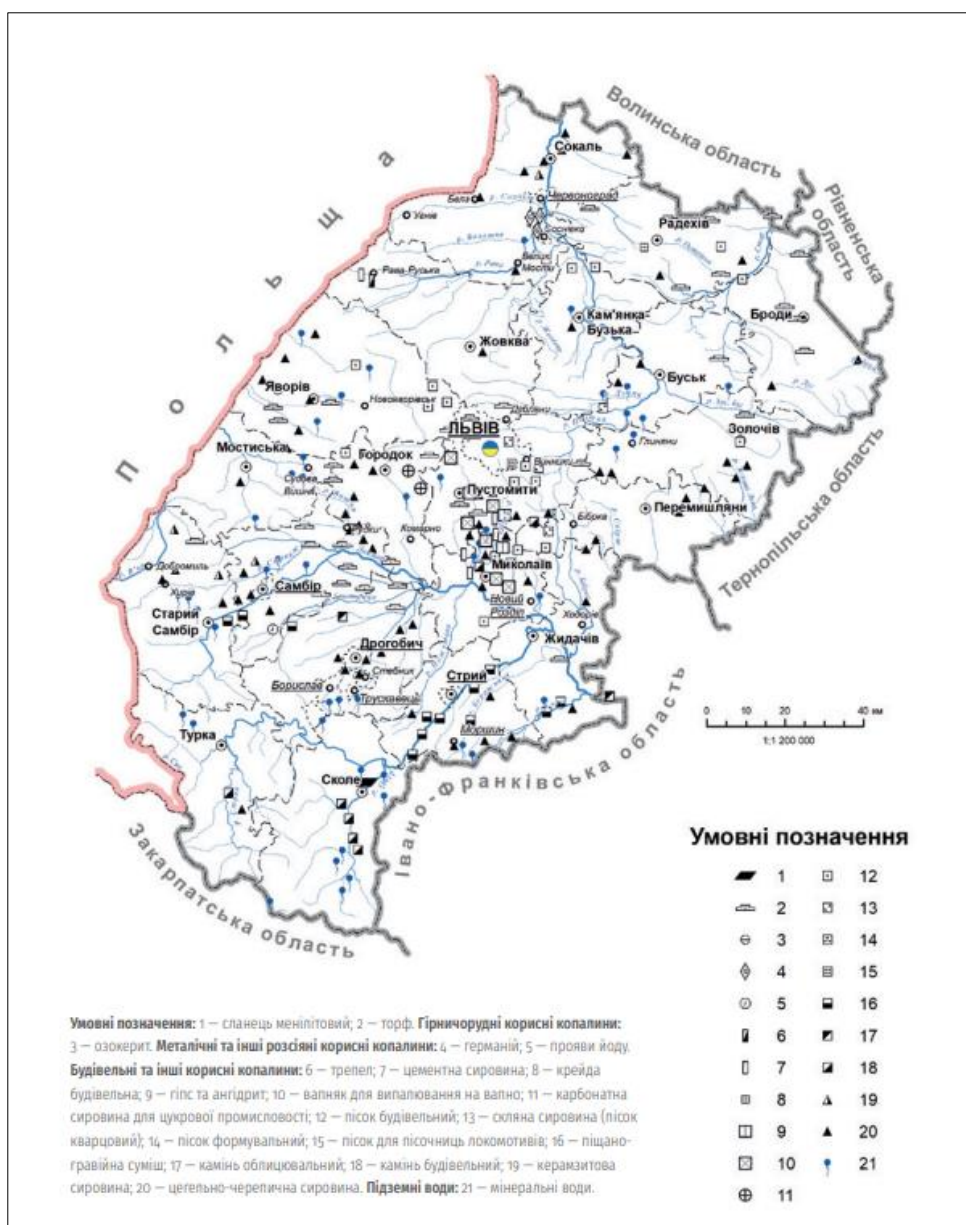 Польща
Волинська область
Рівненська область
Тернопільська область
Івано-Франківська область
Закарпатська область
Сокаль
Белз
Червоноград
Угнів
Соснівка
Радехів
Рава-Руська
Великі
Мости
Кам'янка-
Бузька
Броди
Жовква
Буськ
Яворів
Новояворівськ
Дубляни
ЛЬВІВ
Золочів
Глиняни
Мостиська
Судова
Вишня
Городок
Винники
Пустомити
Перемишляни
Рудки
Комарно
Бібрка
Добромиль
Хирів
Самбір
Миколаїв
Новий
Розділ
Ходорів
Старий
Самбір
Жидачів
Дрогобич
Стебник
Борислав
Трускавець
Стрий
Моршин
Турка
Сколе
0 10 20 40 км
1:1 200 000
Умовні позначення
1 12
2 13
3 14
4 15
5 16
6 17
7 18
8 19
9 20
10 21
11
Умовні позначення: 1 — сланець менілітовий; 2 — торф. Гірничорудні корисні копалини:
3 — озокерит. Металічні та інші розсіяні корисні копалини: 4 — германій; 5 — прояви йоду.
Будівельні та інші корисні копалини: 6 — трепел; 7 — цементна сировина; 8 — крейда
будівельна; 9 — гіпс та ангідрит; 10 — вапняк для випалювання на вапно; 11 — карбонатна
сировина для цукрової промисловості; 12 — пісок будівельний; 13 — скляна сировина (пісок
кварцовий); 14 — пісок формувальний; 15 — пісок для пісочниць локомотивів; 16 — піщано-
гравійна суміш; 17 — камінь облицювальний; 18 — камінь будівельний; 19 — керамзитова
сировина; 20 — цегельно-черепична сировина. Підземні води: 21 — мінеральні води.